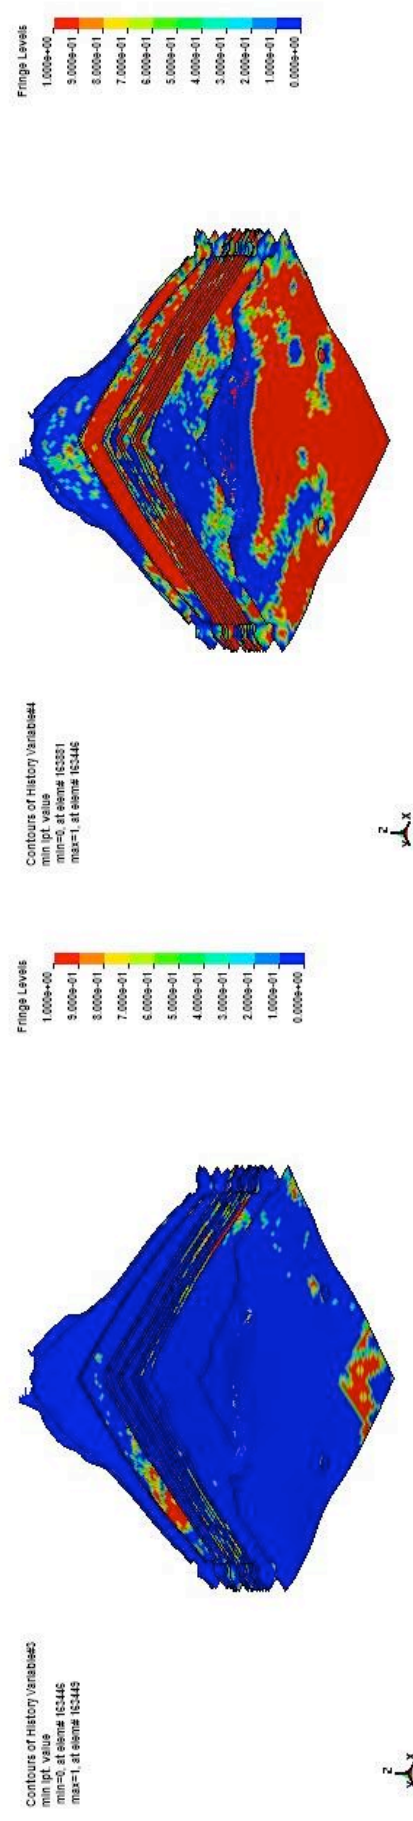 Contours of History Variable#3
min ipt. value
min=0, at elem# 163446
max=1, at elem# 163449
Fringe Levels
1.000e+00
9.000e-01
8.000e-01
7.000e-01
6.000e-01
5.000e-01
4.000e-01
3.000e-01
2.000e-01
1.000e-01
0.000e+00
Z
Y
X
Contours of History Variable#4
min ipt. value
min=0, at elem# 163881
max=1, at elem# 163446
Fringe Levels
1.000e+00
9.000e-01
8.000e-01
7.000e-01
6.000e-01
5.000e-01
4.000e-01
3.000e-01
2.000e-01
1.000e-01
0.000e+00
Z
Y
X